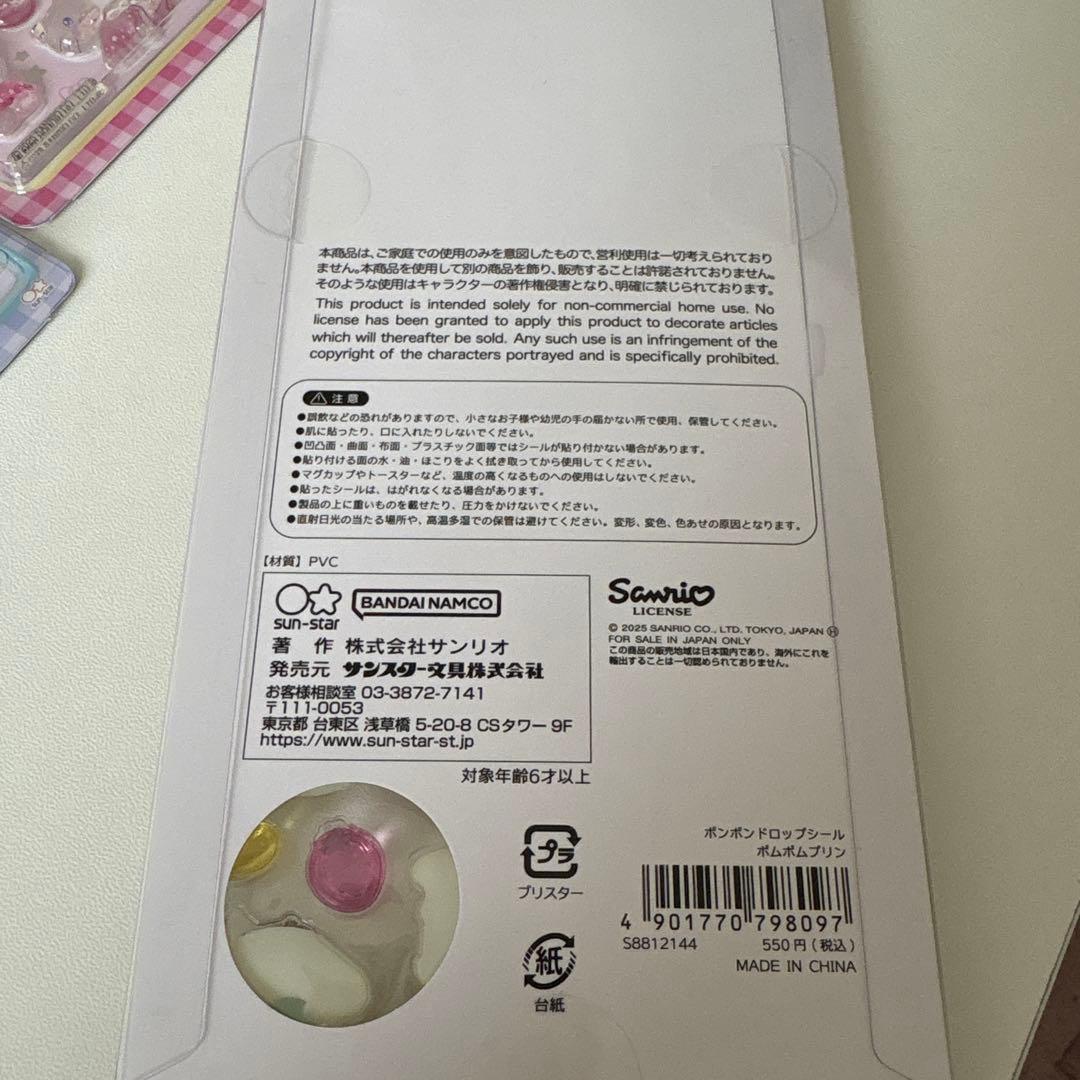 本商品は、ご家庭での使用のみを意図したもので、営利使用は一切考えられており
ません。本商品を使用して別の商品を飾り、販売することは許諾されておりません。
そのような使用はキャラクターの著作権侵害となり、明確に禁じられております。
This product is intended solely for non-commercial home use. No
license has been granted to apply this product to decorate articles
which will thereafter be sold. Any such use is an infringement of the
copyright of the characters portrayed and is specifically prohibited.
注意
●誤飲などの恐れがありますので、小さなお子様や幼児の手の届かない所で使用、保管してください。
●肌に貼ったり、口に入れたりしないでください。
●凹凸面・曲面・布面・プラスチック面等ではシールが貼り付かない場合があります。
●貼り付ける面の水・油・ほこりをよく拭き取ってから使用してください。
●マグカップやトースターなど、温度の高くなるものへの使用はしないでください。
●貼ったシールは、はがれなくなる場合があります。
●製品の上に重いものを載せたり、圧力をかけないでください。
●直射日光の当たる場所や、高温多湿での保管は避けてください。変形、変色、色あせの原因となります。
【材質】PVC
sun-star BANDAI NAMCO
著 作 株式会社サンリオ
発売元 サンスター文具株式会社
お客様相談室 03-3872-7141
〒111-0053
東京都 台東区 浅草橋 5-20-8 CSタワー 9F
https://www.sun-star-st.jp
Sanrio
LICENSE
© 2025 SANRIO CO., LTD. TOKYO, JAPAN Ⓗ
FOR SALE IN JAPAN ONLY
この商品の販売地域は日本国内であり、海外にこれを
輸出することは一切認められておりません。
対象年齢6才以上
プラ
ブリスター
紙
台紙
ボンボンドロップシール
ポムポムプリン
4 901770 798097
S8812144 550円(税込)
MADE IN CHINA
sun-star